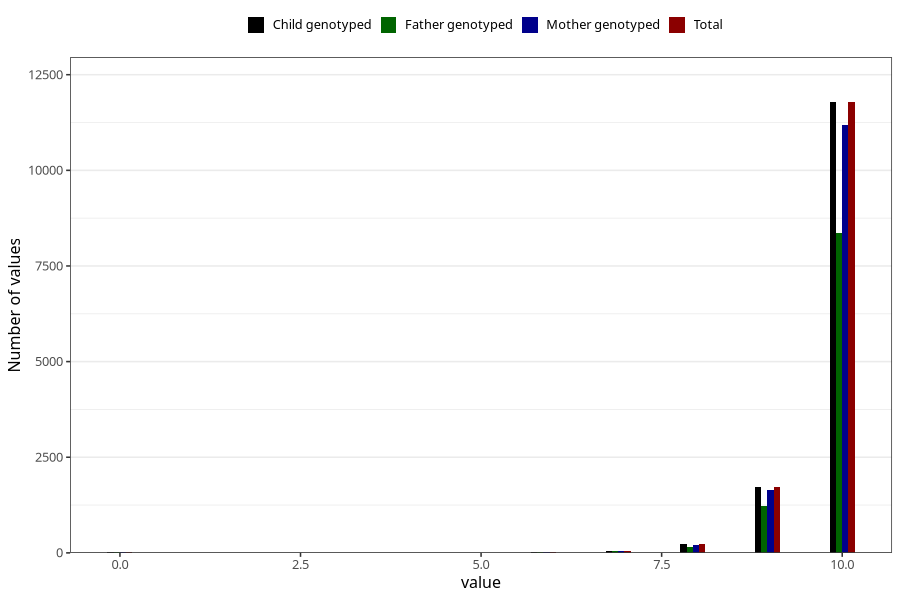 Child genotyped Father genotyped Mother genotyped Total
12500
10000
7500
5000
2500
0
Number of values
0.0 2.5 5.0 7.5 10.0
value